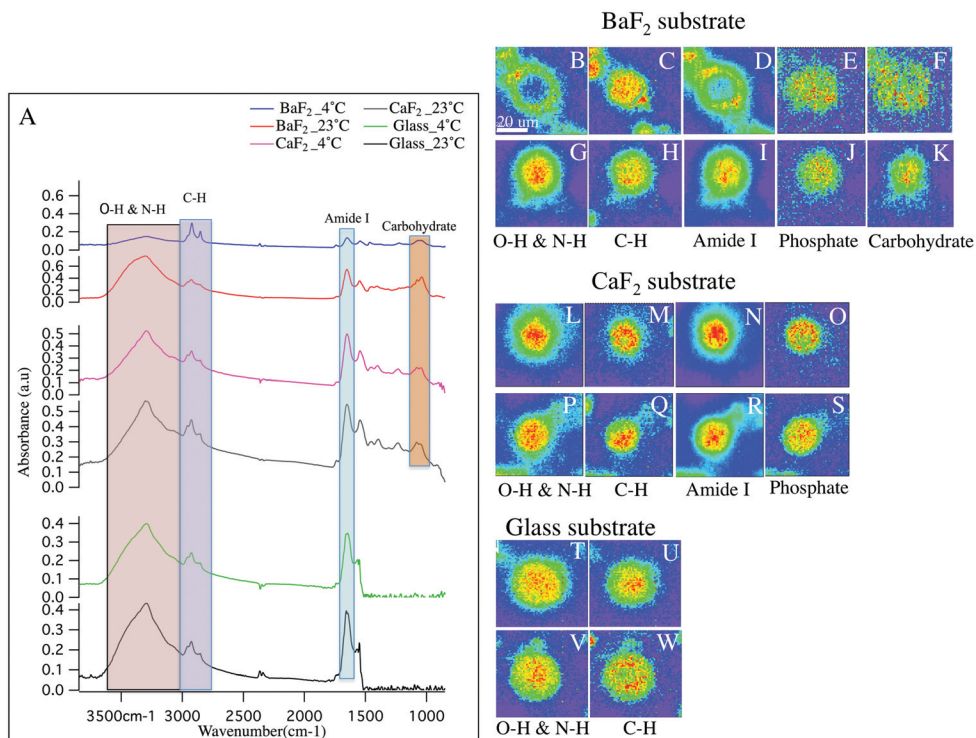 A
BaF2_4°C
BaF2_23°C
CaF2_4°C
CaF2_23°C
Glass_4°C
Glass_23°C
O-H & N-H
C-H
Amide I
Carbohydrate
0.6
0.4
0.2
0.0
0.6
0.4
0.3
0.2
0.1
0.0
0.5
0.3
0.2
0.1
0.0
0.5
0.4
0.3
0.2
0.1
0.0
0.4
0.3
0.2
0.1
0.0
0.4
0.3
0.2
0.1
0.0
Absorbance (a.u)
3500cm-1 3000 2500 2000 1500 1000
Wavenumber(cm-1)
BaF2 substrate
B C D E F
20 um
G H I J K
O-H & N-H C-H Amide I Phosphate Carbohydrate
CaF2 substrate
L M N O
P Q R S
O-H & N-H C-H Amide I Phosphate
Glass substrate
T U
V W
O-H & N-H C-H